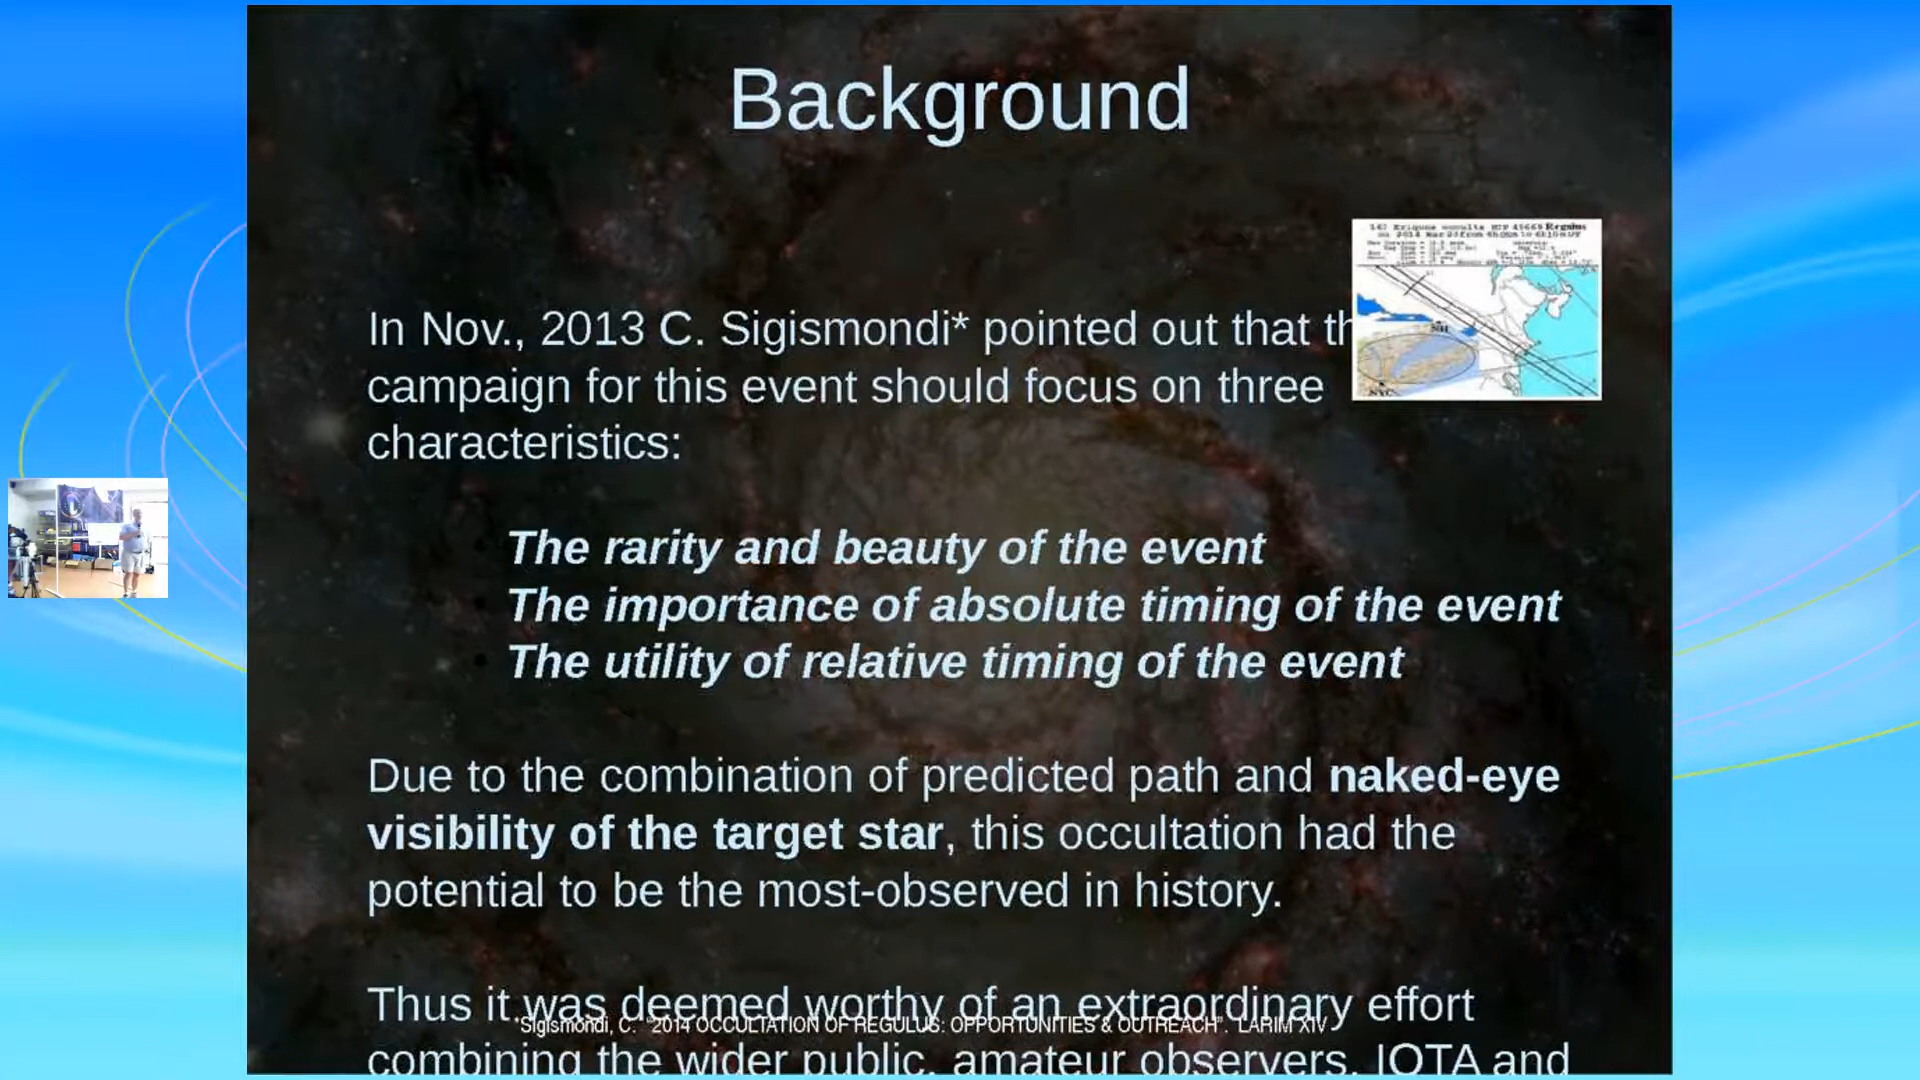 Background
In Nov., 2013 C. Sigismondi* pointed out that th
campaign for this event should focus on three
characteristics:
The rarity and beauty of the event
The importance of absolute timing of the event
The utility of relative timing of the event
Due to the combination of predicted path and naked-eye
visibility of the target star, this occultation had the
potential to be the most-observed in history.
Thus it was deemed worthy of an extraordinary effort
*Sigismondi, C. "2014 OCCULTATION OF REGULUS: OPPORTUNITIES & OUTREACH". LARIM XIV
combining the wider public, amateur observers, IOTA and
Erigone occults
Regulus